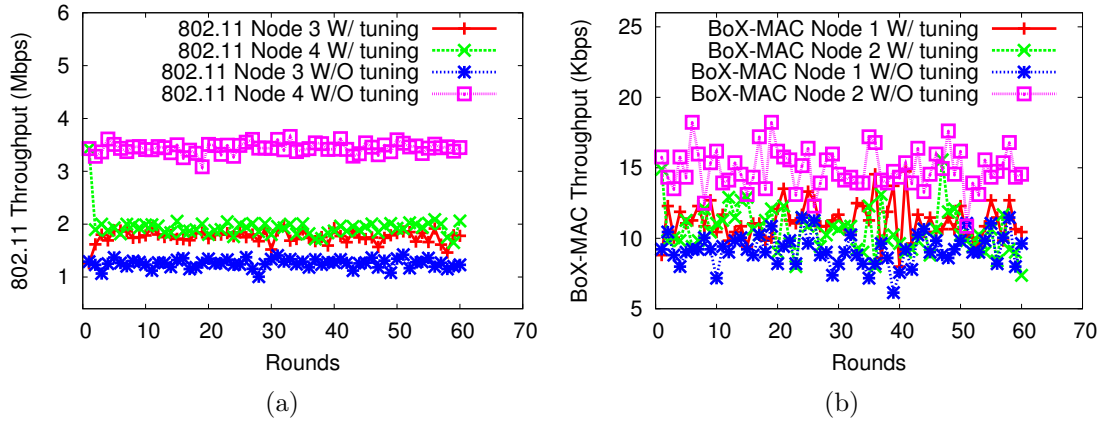 802.11 Throughput (Mbps)
6
5
4
3
2
1
0 10 20 30 40 50 60 70
Rounds
802.11 Node 3 W/ tuning
802.11 Node 4 W/ tuning
802.11 Node 3 W/O tuning
802.11 Node 4 W/O tuning
(a)
BoX-MAC Throughput (Kbps)
25
20
15
10
5
0 10 20 30 40 50 60 70
Rounds
BoX-MAC Node 1 W/ tuning
BoX-MAC Node 2 W/ tuning
BoX-MAC Node 1 W/O tuning
BoX-MAC Node 2 W/O tuning
(b)